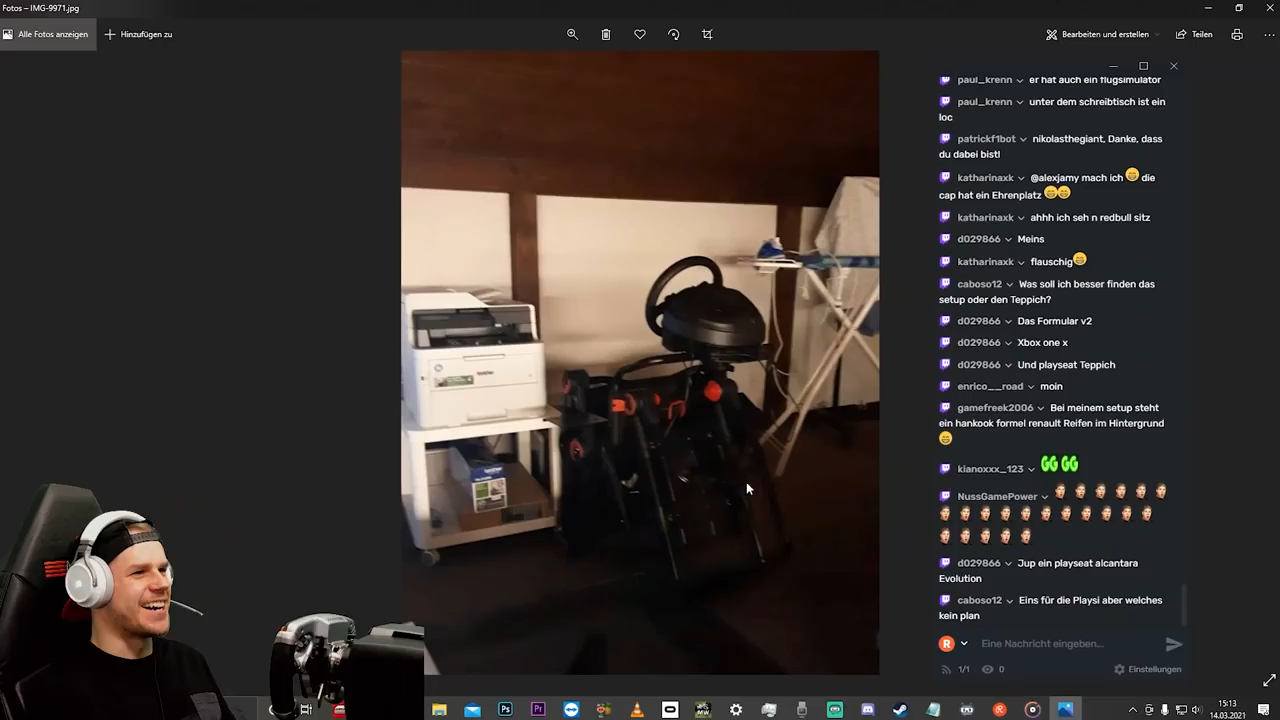 Fotos – IMG-9971.jpg
Alle Fotos anzeigen
Hinzufügen zu
Bearbeiten und erstellen
Teilen
paul_krenn er hat auch ein flugsimulator
paul_krenn unter dem schreibtisch ist ein
loc
patrickf1bot nikolasthegiant, Danke, dass
du dabei bist!
katharinaxk @alexjamy mach ich die
cap hat ein Ehrenplatz
katharinaxk ahhh ich seh n redbull sitz
d029866 Meins
katharinaxk flauschig
caboso12 Was soll ich besser finden das
setup oder den Teppich?
d029866 Das Formular v2
d029866 Xbox one x
d029866 Und playseat Teppich
enrico__road moin
gamefreek2006 Bei meinem setup steht
ein hankook formel renault Reifen im Hintergrund
kianoxxx_123 GG GG
NussGamePower
d029866 Jup ein playseat alcantara
Evolution
caboso12 Eins für die Playsi aber welches
kein plan
R Eine Nachricht eingeben...
1/1 0 Einstellungen
brother
15:13
14.03.2021